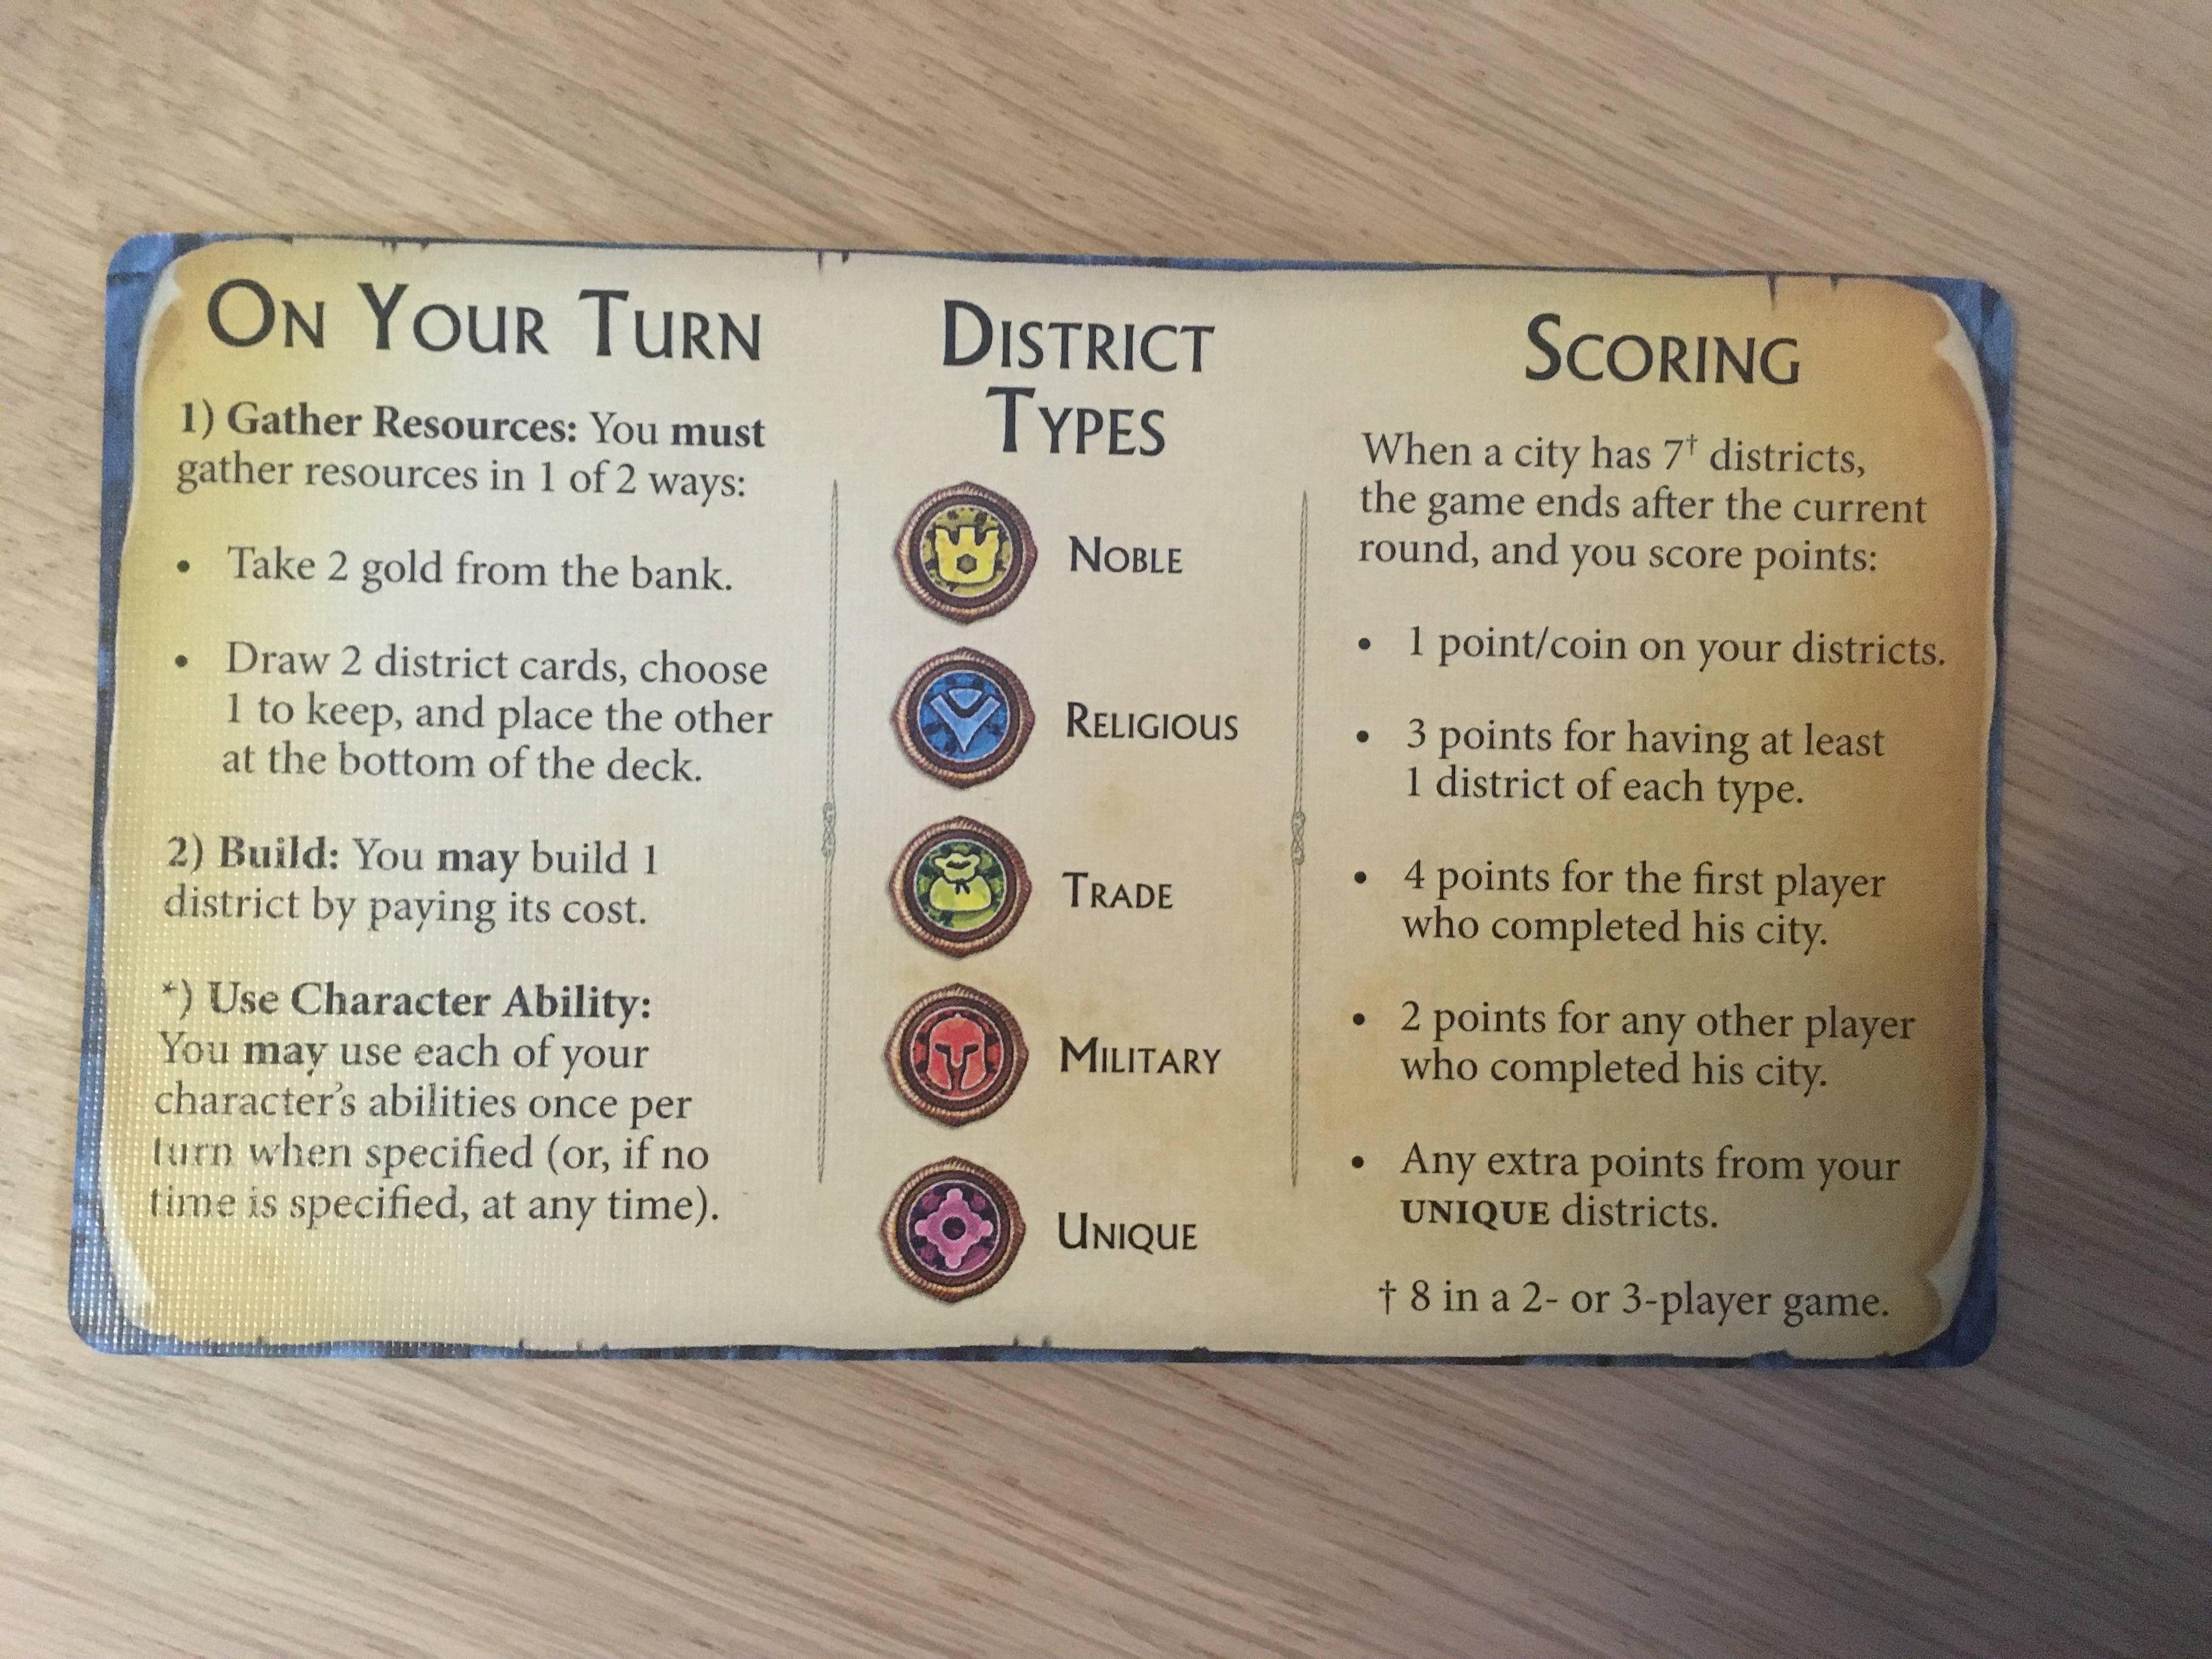 ON YOUR TURN
1) Gather Resources: You must
gather resources in 1 of 2 ways:
• Take 2 gold from the bank.
• Draw 2 district cards, choose
1 to keep, and place the other
at the bottom of the deck.
2) Build: You may build 1
district by paying its cost.
*) Use Character Ability:
You may use each of your
character's abilities once per
turn when specified (or, if no
time is specified, at any time).
DISTRICT
TYPES
NOBLE
RELIGIOUS
TRADE
MILITARY
UNIQUE
SCORING
When a city has 7† districts,
the game ends after the current
round, and you score points:
• 1 point/coin on your districts.
• 3 points for having at least
1 district of each type.
• 4 points for the first player
who completed his city.
• 2 points for any other player
who completed his city.
• Any extra points from your
UNIQUE districts.
† 8 in a 2- or 3-player game.